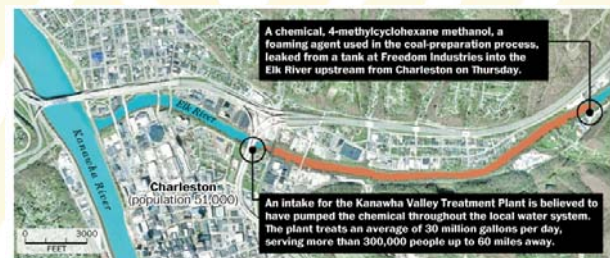 A chemical, 4-methylcyclohexane methanol, a
foaming agent used in the coal-preparation process,
leaked from a tank at Freedom Industries into the
Elk River upstream from Charleston on Thursday.
Elk River
Kanawha River
Charleston
(population 51,000)
An intake for the Kanawha Valley Treatment Plant is believed to
have pumped the chemical throughout the local water system.
The plant treats an average of 30 million gallons per day,
serving more than 300,000 people up to 60 miles away.
0 3000
FEET